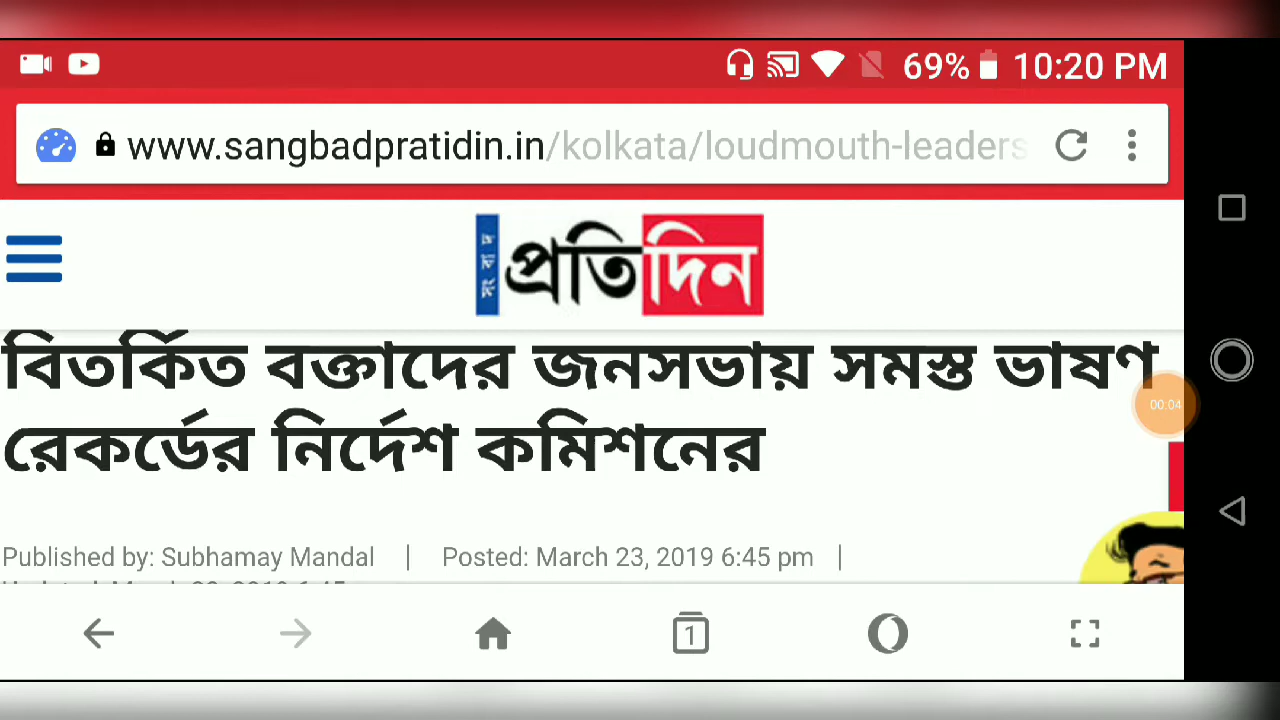 69% 10:20 PM
www.sangbadpratidin.in/kolkata/loudmouth-leaders
সংবাদ প্রতিদিন
বিতর্কিত বক্তাদের জনসভায় সমস্ত ভাষণ
00:04
রেকর্ডের নির্দেশ কমিশনের
Published by: Subhamay Mandal | Posted: March 23, 2019 6:45 pm |
1